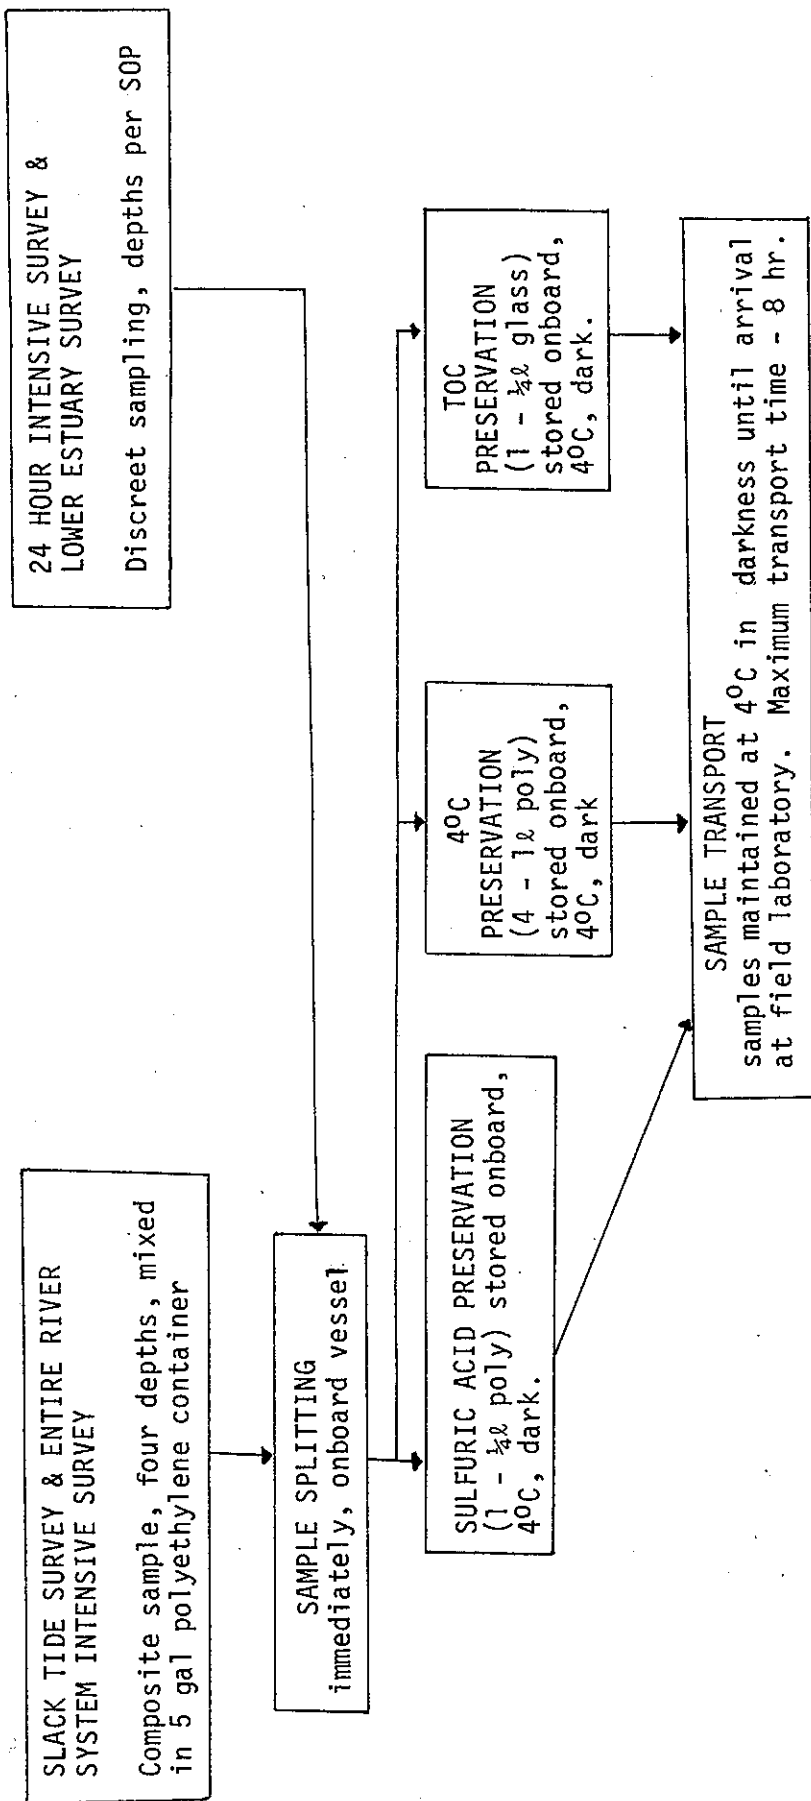 SLACK TIDE SURVEY & ENTIRE RIVER
SYSTEM INTENSIVE SURVEY
Composite sample, four depths, mixed
in 5 gal polyethylene container
24 HOUR INTENSIVE SURVEY &
LOWER ESTUARY SURVEY
Discreet sampling, depths per SOP
SAMPLE SPLITTING
immediately, onboard vessel
SULFURIC ACID PRESERVATION
(1 - ¼ℓ poly) stored onboard,
4°C, dark.
4°C
PRESERVATION
(4 - 1ℓ poly)
stored onboard,
4°C, dark
TOC
PRESERVATION
(1 - ¼ℓ glass)
stored onboard,
4°C, dark.
SAMPLE TRANSPORT
samples maintained at 4°C in darkness until arrival
at field laboratory. Maximum transport time - 8 hr.